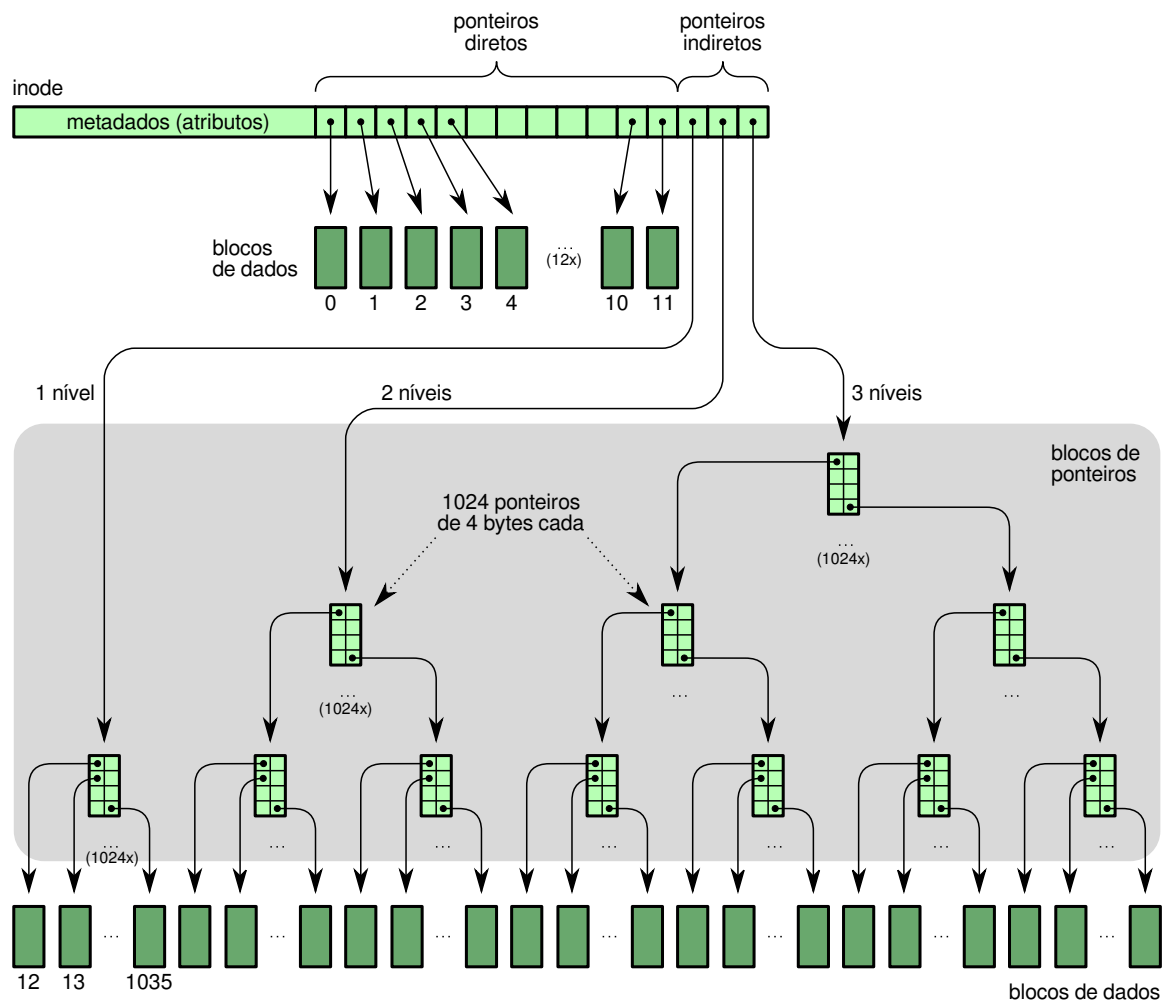 ponteiros
diretos
ponteiros
indiretos
inode
metadados (atributos)
blocos
de dados
...
(12x)
0
1
2
3
4
10
11
1 nível
2 níveis
3 níveis
blocos de
ponteiros
1024 ponteiros
de 4 bytes cada
...
(1024x)
...
(1024x)
...
...
...
(1024x)
...
...
...
...
...
...
...
...
...
...
...
...
...
12
13
1035
blocos de dados